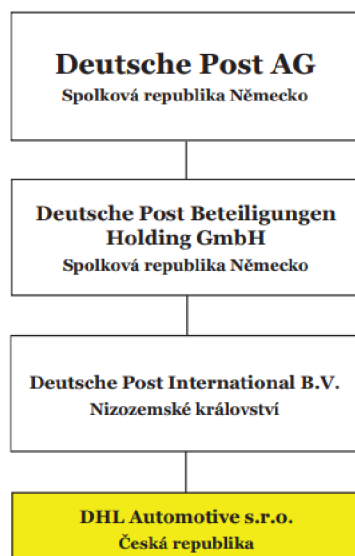 Deutsche Post AG
Spolková republika Německo
Deutsche Post Beteiligungen
Holding GmbH
Spolková republika Německo
Deutsche Post International B.V.
Nizozemské království
DHL Automotive s.r.o.
Česká republika